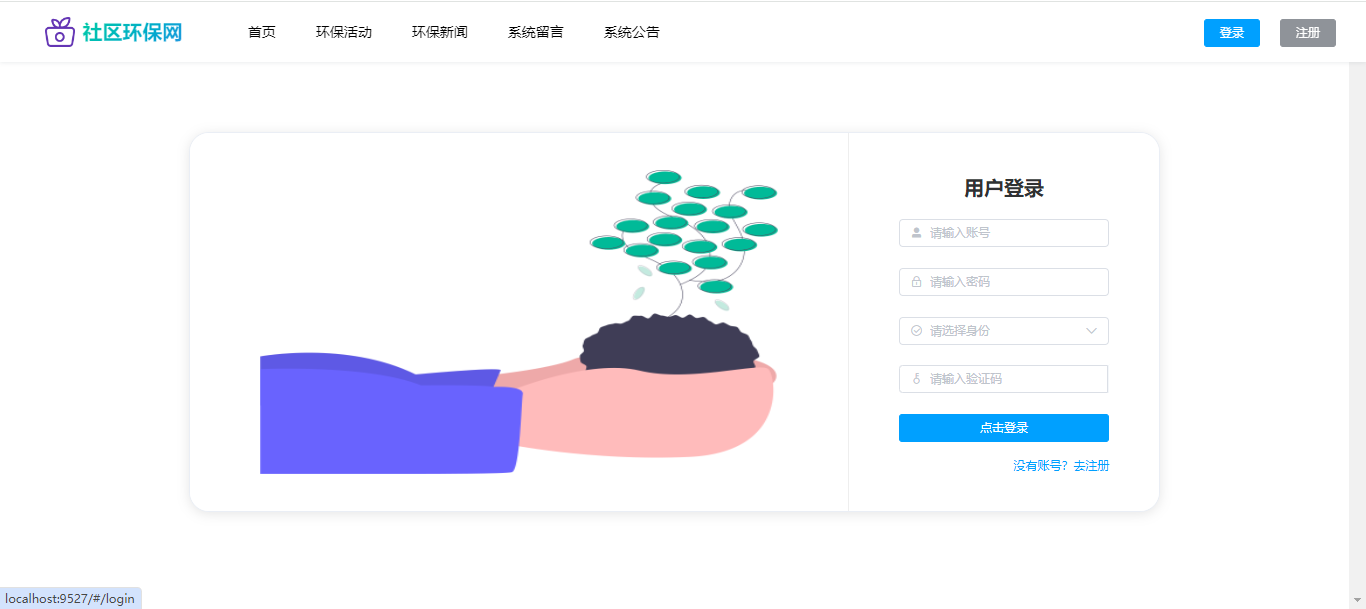 社区环保网
首页 环保活动 环保新闻 系统留言 系统公告
登录 注册
用户登录
请输入账号
请输入密码
请选择身份
请输入验证码
点击登录
没有账号？去注册
localhost:9527/#/login